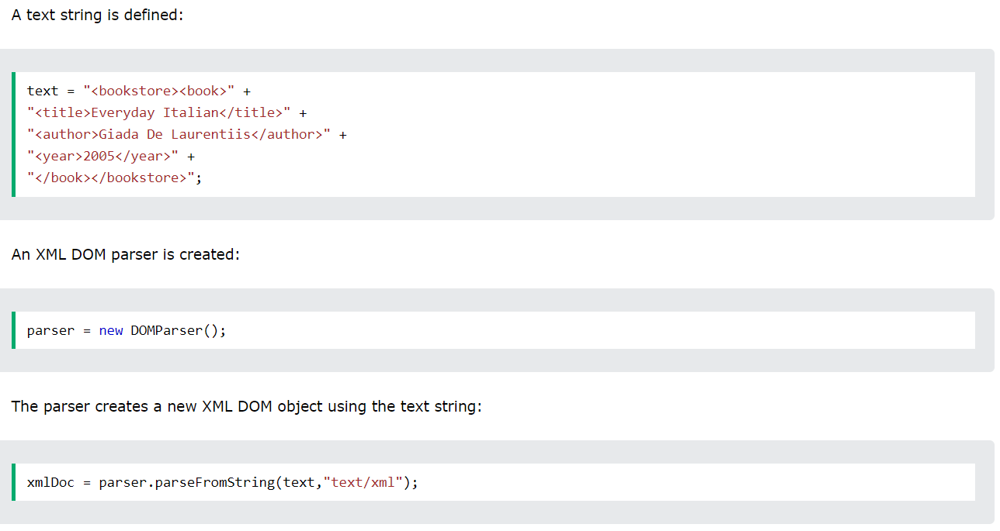 A text string is defined:
text = "<bookstore><book>" +
"<title>Everyday Italian</title>" +
"<author>Giada De Laurentiis</author>" +
"<year>2005</year>" +
"</book></bookstore>";
An XML DOM parser is created:
parser = new DOMParser();
The parser creates a new XML DOM object using the text string:
xmlDoc = parser.parseFromString(text,"text/xml");